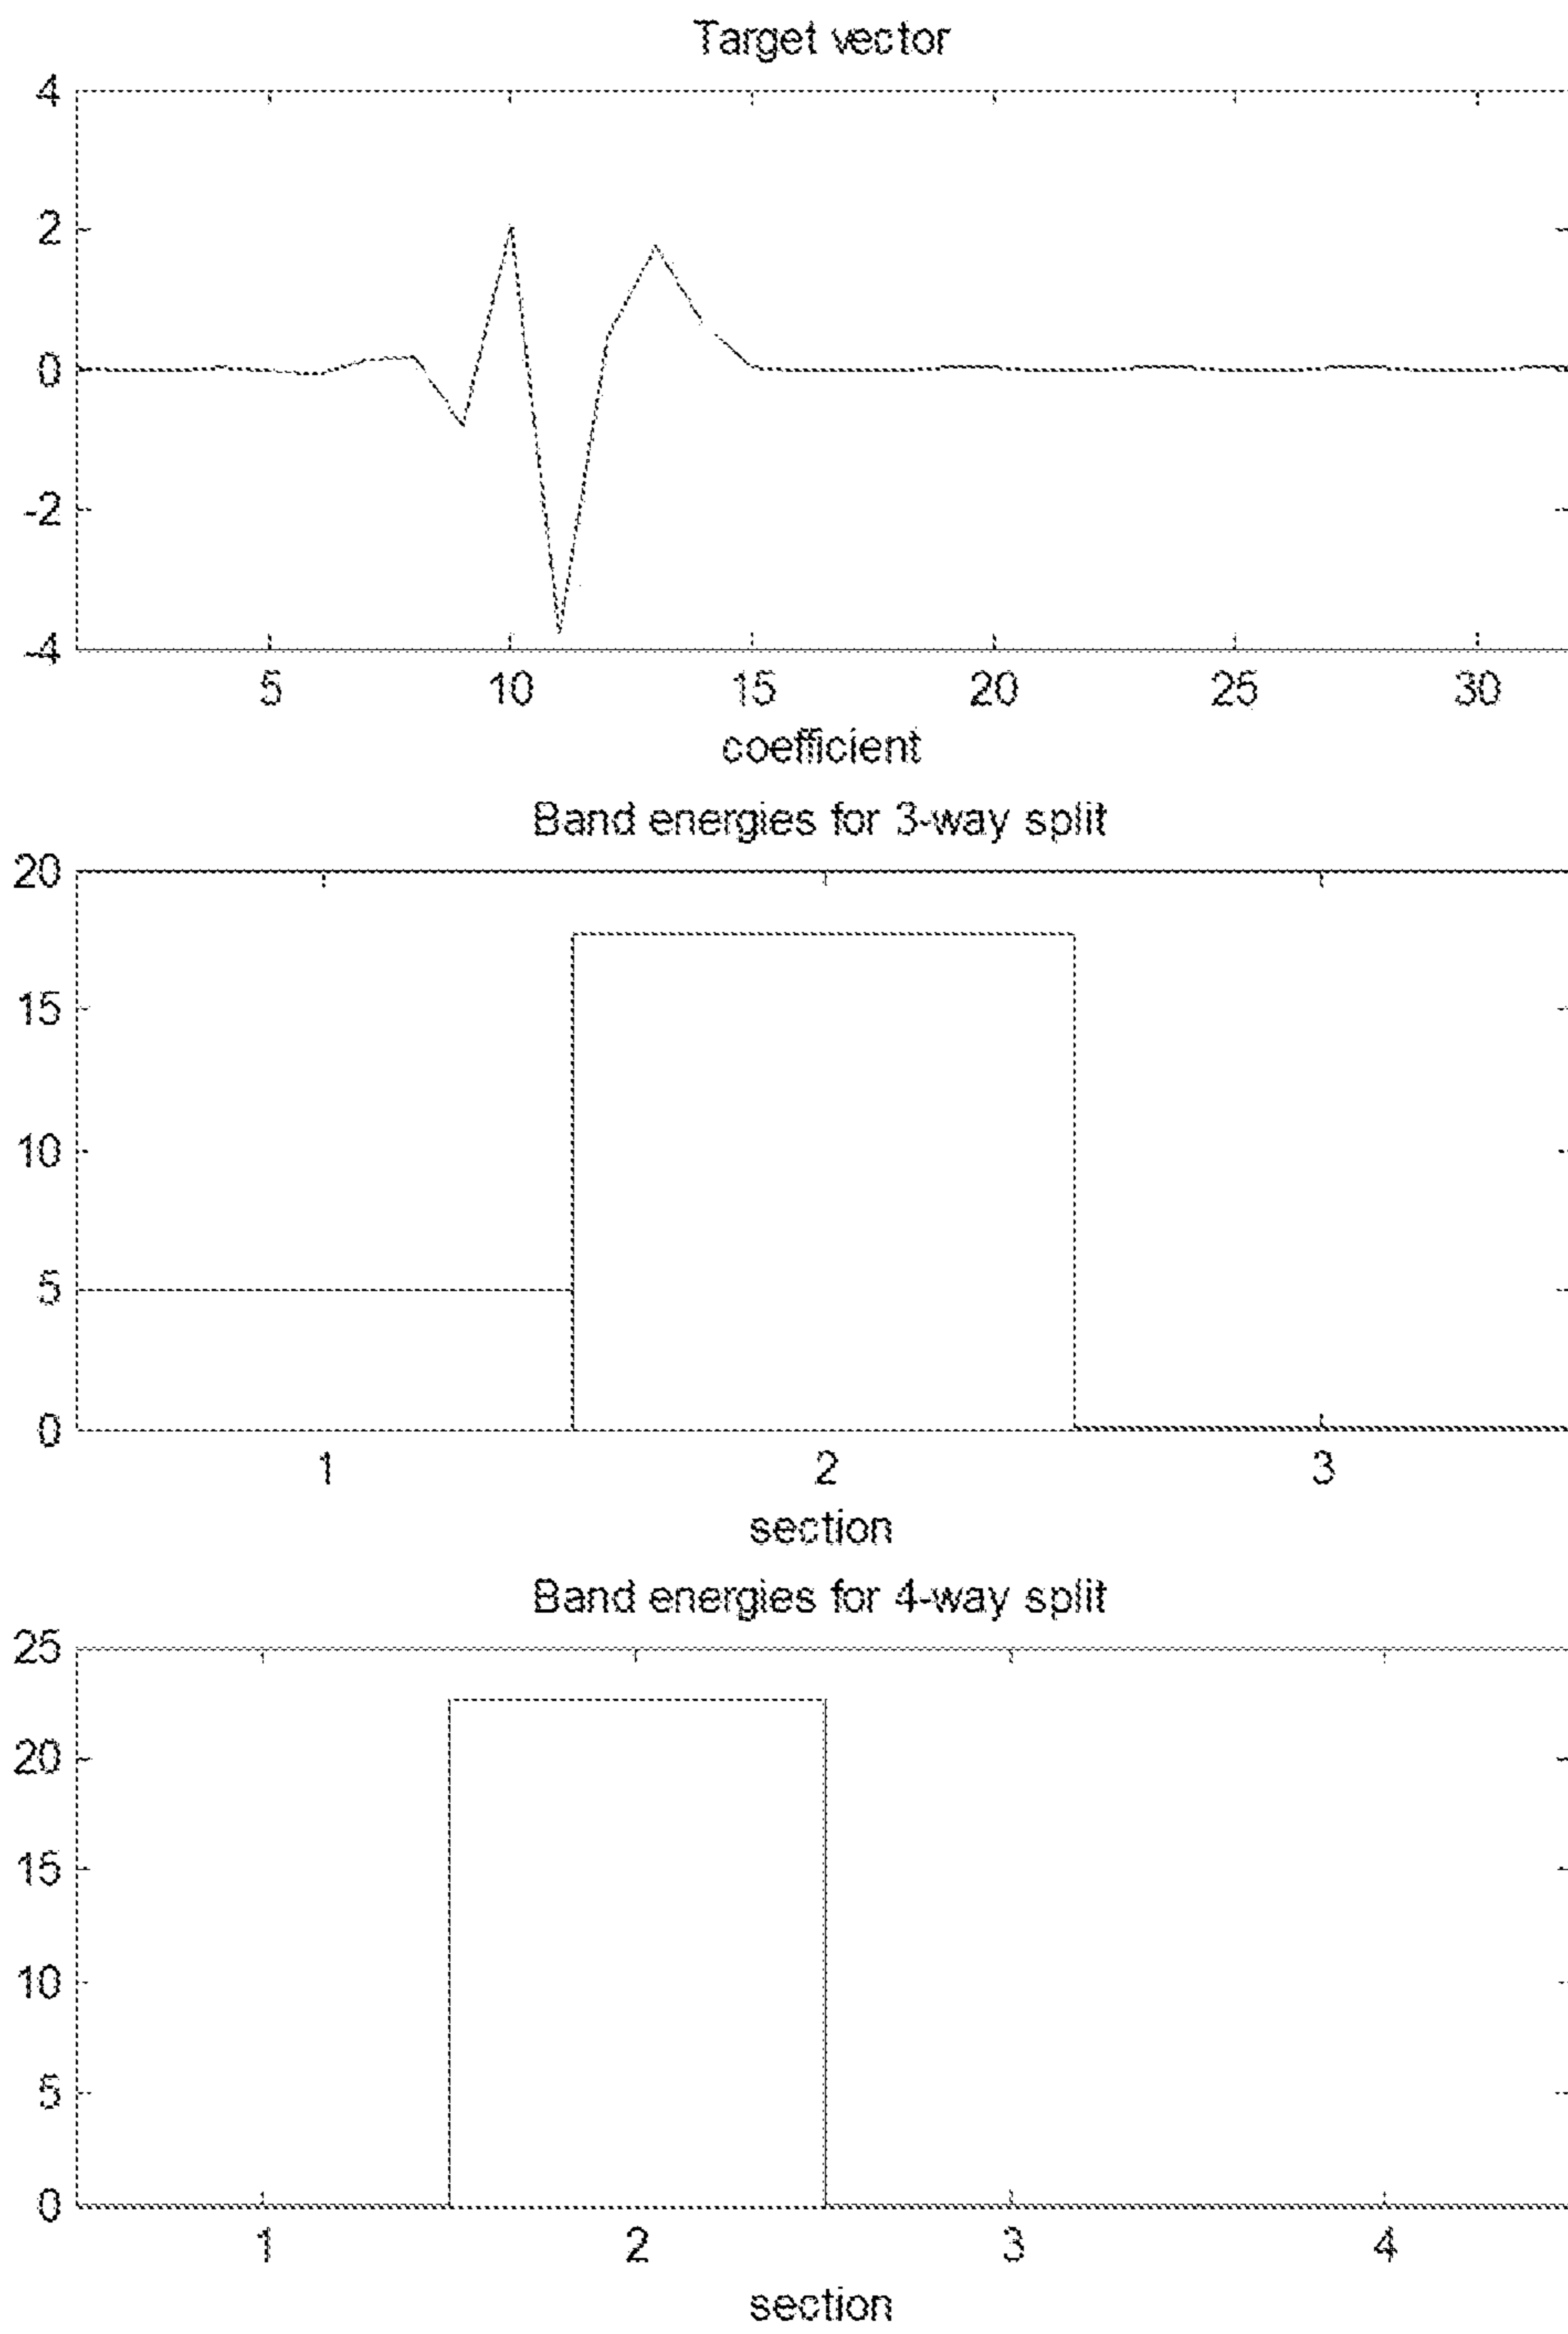 Target vector
4
2
0
-2
-4
5 10 15 20 25 30
coefficient
Band energies for 3-way split
20
15
10
5
0
1 2 3
section
Band energies for 4-way split
25
20
15
10
5
0
1 2 3 4
section